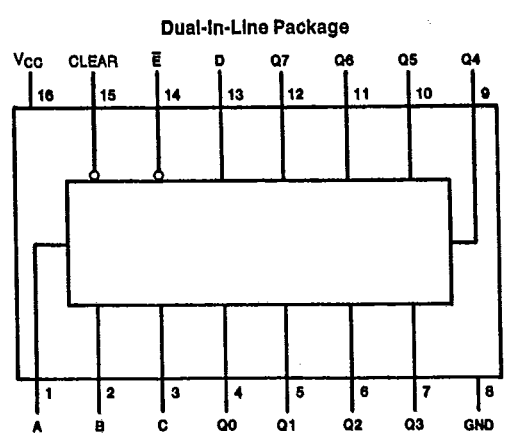 Dual-In-Line Package
VCC CLEAR E̅ D Q7 Q6 Q5 Q4
16 15 14 13 12 11 10 9
1 2 3 4 5 6 7 8
A B C Q0 Q1 Q2 Q3 GND